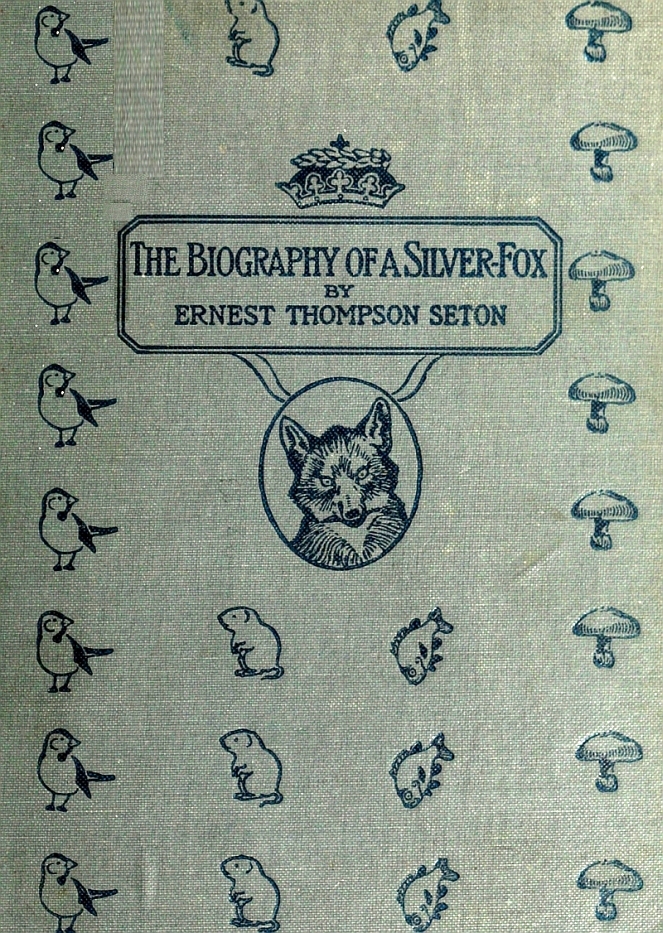 THE BIOGRAPHY OF A SILVER-FOX
BY
ERNEST THOMPSON SETON